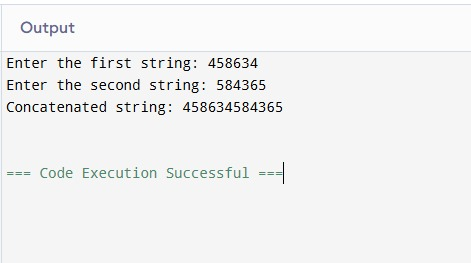 Output
Enter the first string: 458634
Enter the second string: 584365
Concatenated string: 458634584365
=== Code Execution Successful ===